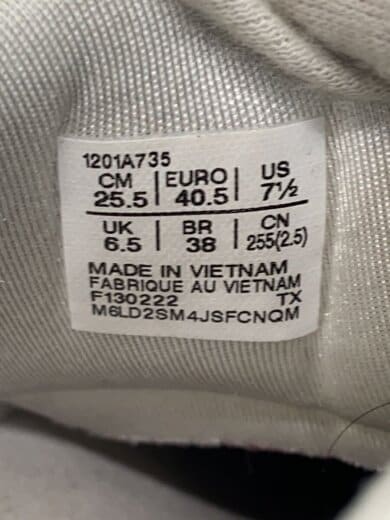 1201A735
CM EURO US
25.5 40.5 7½
UK BR CN
6.5 38 255(2.5)
MADE IN VIETNAM
FABRIQUE AU VIETNAM
F130222 TX
M6LD2SM4JSFCNQM